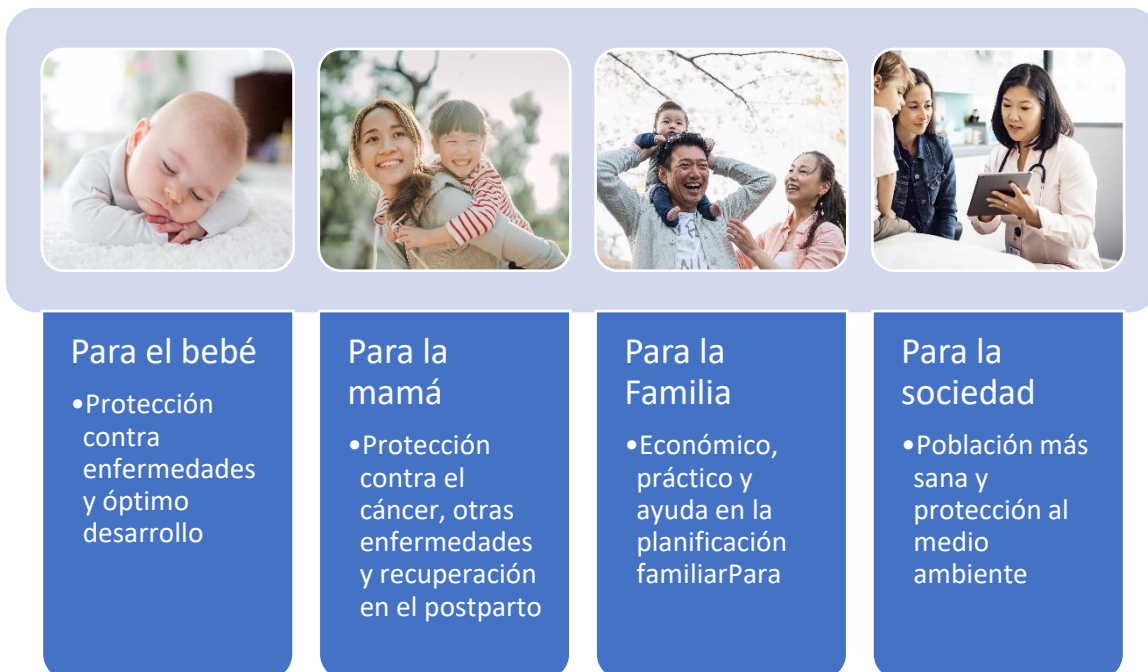 Para el bebé
•Protección
contra
enfermedades
y óptimo
desarrollo
Para la
mamá
•Protección
contra el
cáncer, otras
enfermedades
y recuperación
en el postparto
Para la
Familia
•Económico,
práctico y
ayuda en la
planificación
familiarPara
Para la
sociedad
•Población más
sana y
protección al
medio
ambiente